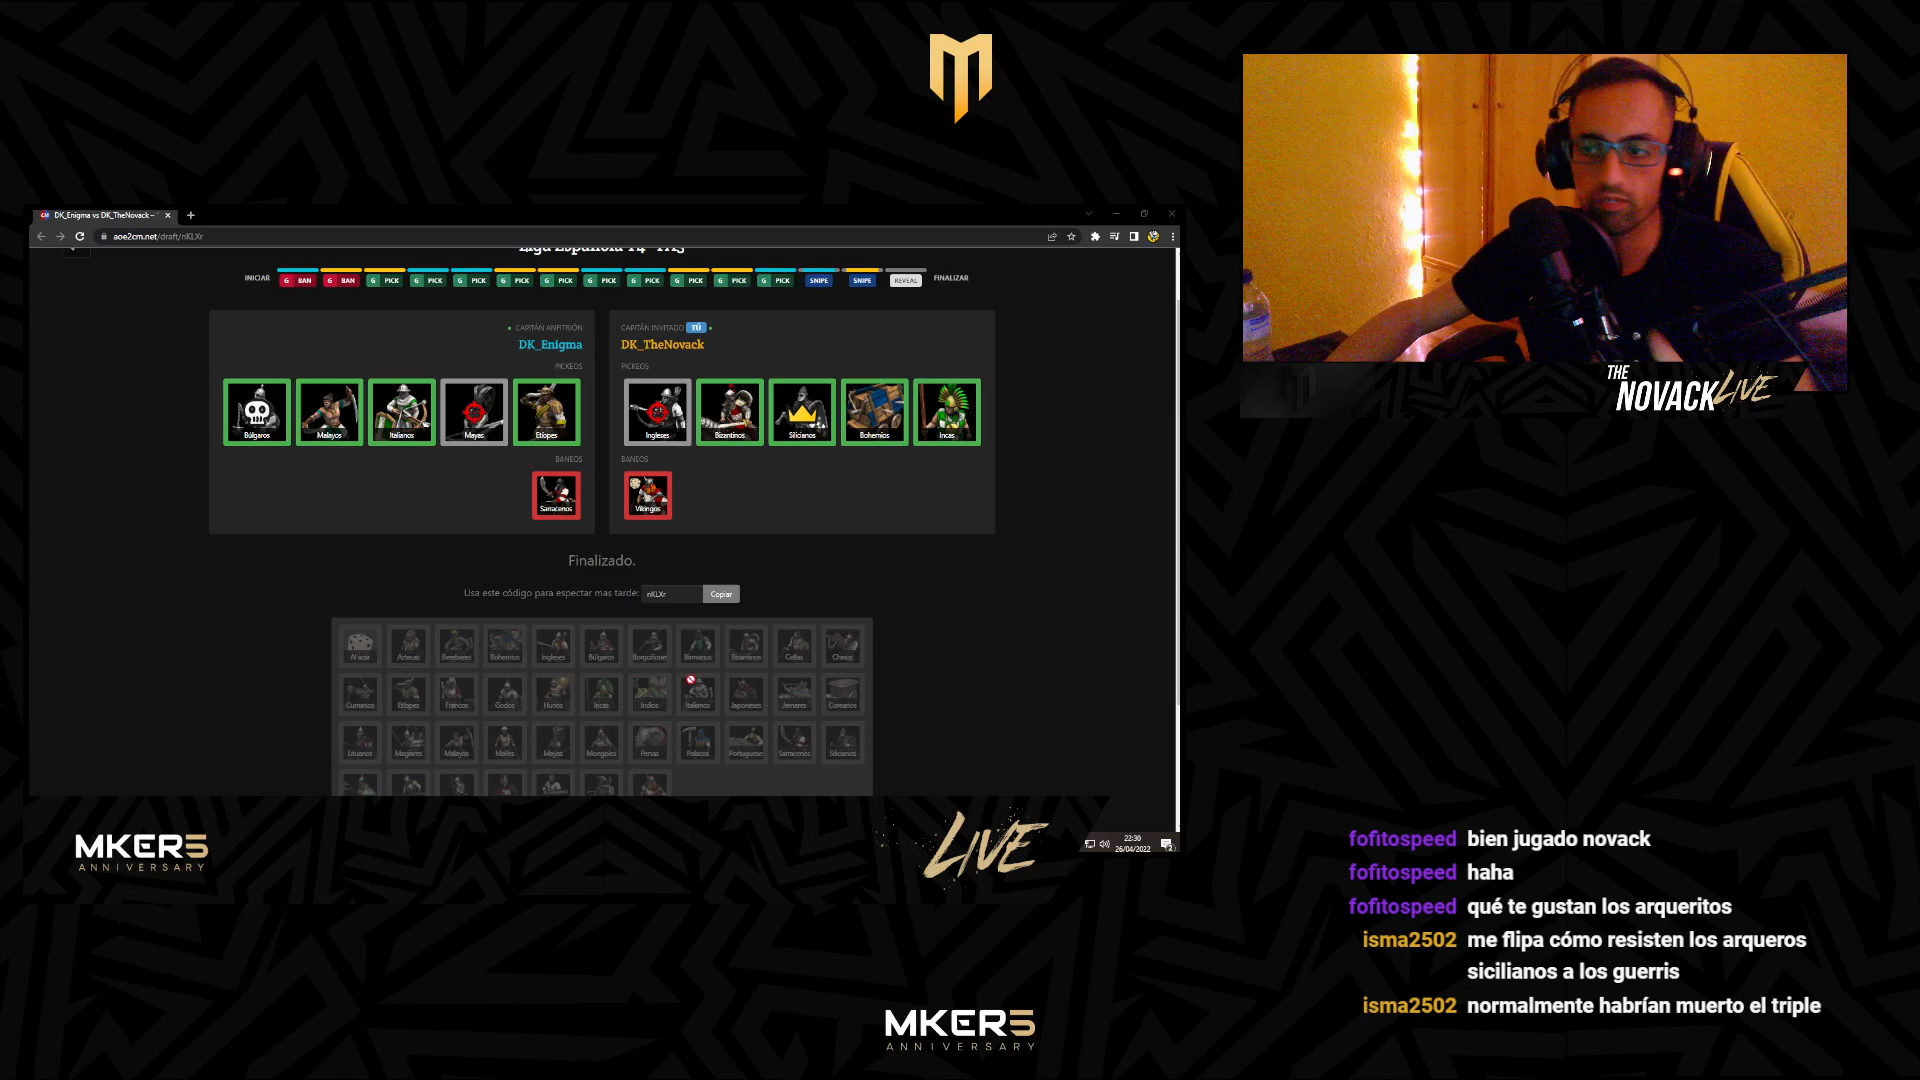 DK_Enigma vs DK_TheNovack –
aoe2cm.net/draft/nKLXr
INICIAR
G BAN
G BAN
G PICK
G PICK
G PICK
G PICK
G PICK
G PICK
G PICK
G PICK
G PICK
G PICK
SNIPE
SNIPE
REVEAL
FINALIZAR
CAPITÁN ANFITRIÓN
DK_Enigma
PICKEOS
Búlgaros
Malayos
Italianos
Mayas
Etíopes
BANEOS
Sarracenos
CAPITÁN INVITADO TÚ
DK_TheNovack
PICKEOS
Ingleses
Bizantinos
Silicianos
Bohemios
Incas
BANEOS
Vikingos
Finalizado.
Usa este código para espectar mas tarde: nKLXr Copiar
Al azar Aztecas Bereberes Bohemios Ingleses Búlgaros Borgoñones Birmanos Bizantinos Celtas Chinos
Cumanos Etíopes Francos Godos Hunos Incas Indios Italianos Japoneses Jemeres Coreanos
Lituanos Magiares Malayos Malíes Mayas Mongoles Persas Polacos Portuguese Sarracenos Silicianos
22:30
26/04/2022
MKER5
ANNIVERSARY
LIVE
MKER5
ANNIVERSARY
THE
NOVACK LIVE
fofitospeed bien jugado novack
fofitospeed haha
fofitospeed qué te gustan los arqueritos
isma2502 me flipa cómo resisten los arqueros
sicilianos a los guerris
isma2502 normalmente habrían muerto el triple